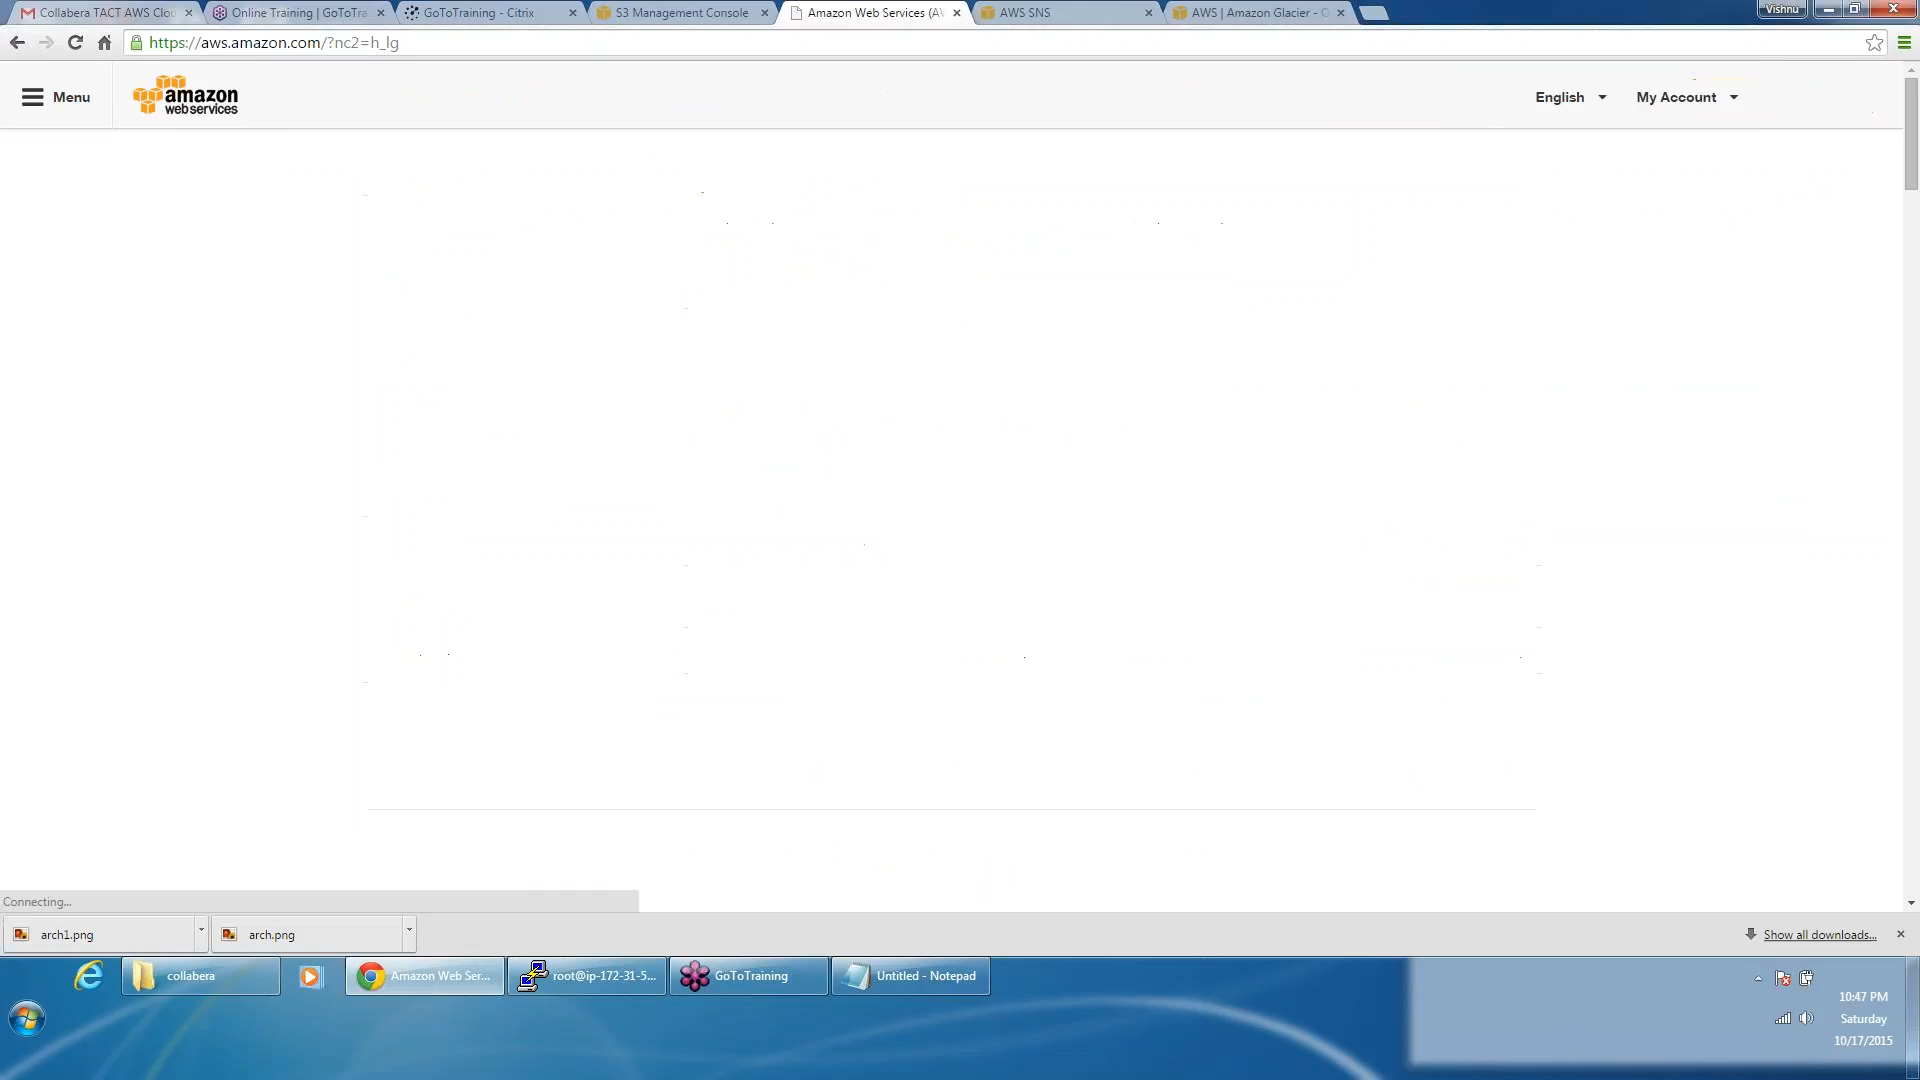 Collabera TACT AWS Clou
Online Training | GoToTra
GoToTraining - Citrix
S3 Management Console
Amazon Web Services (AW
AWS SNS
AWS | Amazon Glacier - O
Vishnu
https://aws.amazon.com/?nc2=h_lg
Menu
amazon
webservices
English
My Account
Connecting...
arch1.png
arch.png
Show all downloads...
collabera
Amazon Web Ser...
root@ip-172-31-5...
GoToTraining
Untitled - Notepad
10:47 PM
Saturday
10/17/2015